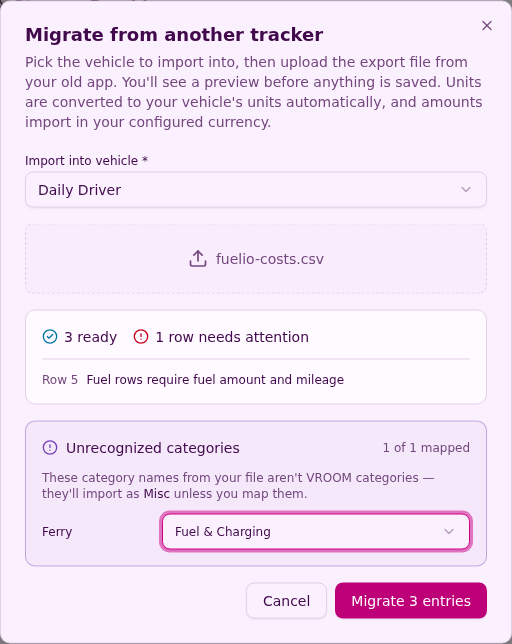 Migrate from another tracker
Pick the vehicle to import into, then upload the export file from
your old app. You'll see a preview before anything is saved. Units
are converted to your vehicle's units automatically, and amounts
import in your configured currency.
Import into vehicle *
Daily Driver
fuelio-costs.csv
3 ready 1 row needs attention
Row 5 Fuel rows require fuel amount and mileage
Unrecognized categories 1 of 1 mapped
These category names from your file aren't VROOM categories —
they'll import as Misc unless you map them.
Ferry Fuel & Charging
Cancel Migrate 3 entries